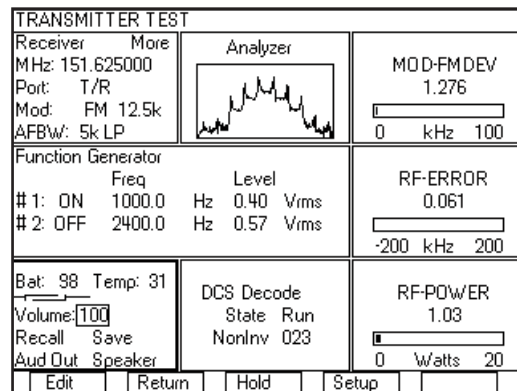 TRANSMITTER TEST
Receiver More
MHz: 151.625000
Port: T/R
Mod: FM 12.5k
AFBW: 5k LP
Analyzer
MOD-FMDEV
1.276
0 kHz 100
Function Generator
Freq Level
#1: ON 1000.0 Hz 0.40 Vrms
#2: OFF 2400.0 Hz 0.57 Vrms
RF-ERROR
0.061
-200 kHz 200
Bat: 98 Temp: 31
Volume: 100
Recall Save
Aud Out Speaker
DCS Decode
State Run
NonInv 023
RF-POWER
1.03
0 Watts 20
Edit Return Hold Setup